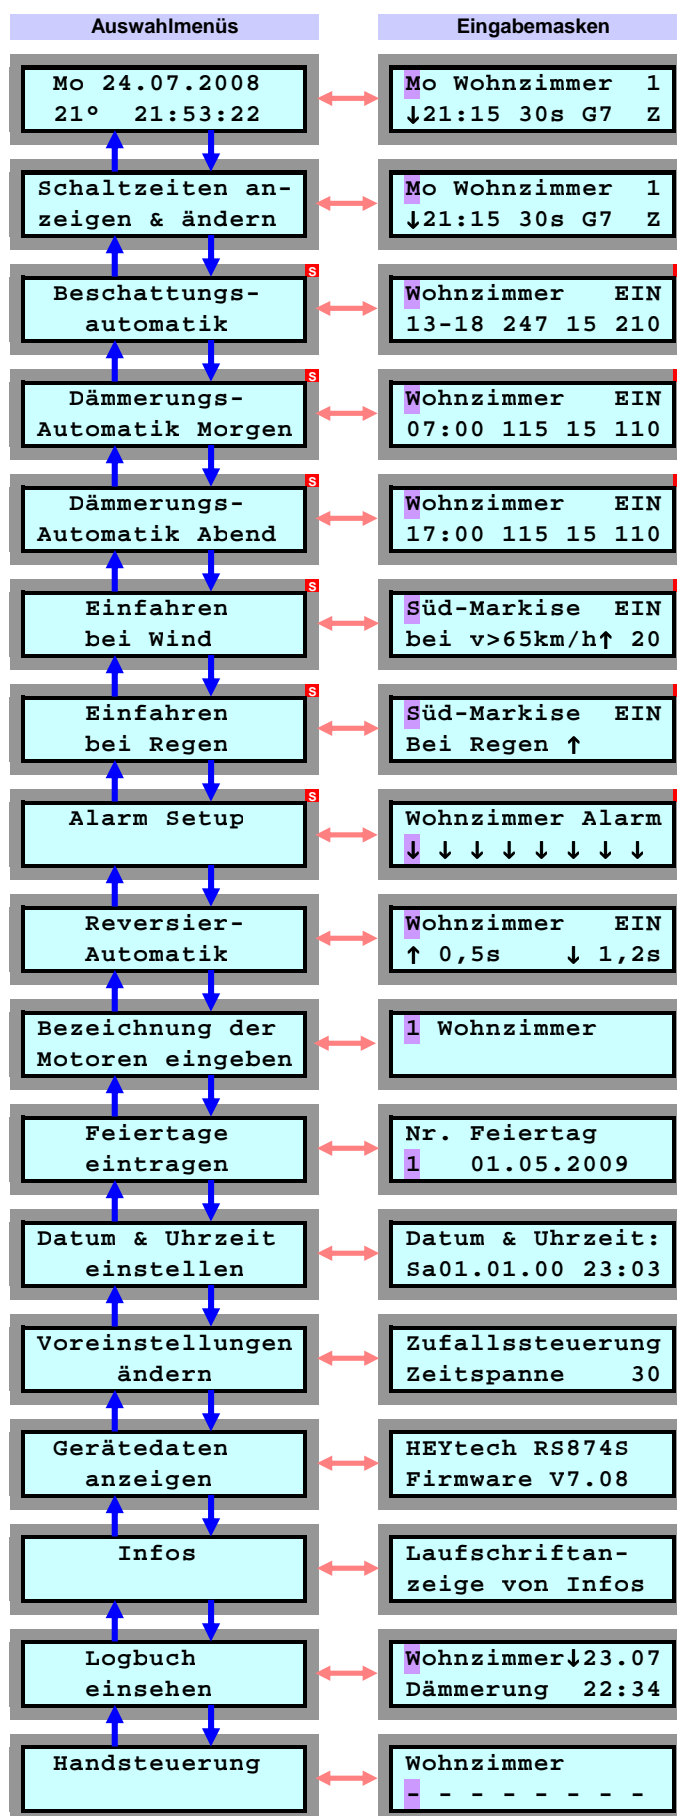 Auswahlmenüs
Eingabemasken
Mo 24.07.2008
21° 21:53:22
Mo Wohnzimmer 1
↓21:15 30s G7 Z
Schaltzeiten an-
zeigen & ändern
Mo Wohnzimmer 1
↓21:15 30s G7 Z
S
Beschattungs-
automatik
Wohnzimmer EIN
13-18 247 15 210
S
Dämmerungs-
Automatik Morgen
Wohnzimmer EIN
07:00 115 15 110
S
Dämmerungs-
Automatik Abend
Wohnzimmer EIN
17:00 115 15 110
S
Einfahren
bei Wind
Süd-Markise EIN
bei v>65km/h↑ 20
S
Einfahren
bei Regen
Süd-Markise EIN
Bei Regen ↑
S
Alarm Setup
Wohnzimmer Alarm
↓ ↓ ↓ ↓ ↓ ↓ ↓ ↓
Reversier-
Automatik
Wohnzimmer EIN
↑ 0,5s ↓ 1,2s
Bezeichnung der
Motoren eingeben
1 Wohnzimmer
Feiertage
eintragen
Nr. Feiertag
1 01.05.2009
Datum & Uhrzeit
einstellen
Datum & Uhrzeit:
Sa01.01.00 23:03
Voreinstellungen
ändern
Zufallssteuerung
Zeitspanne 30
Gerätedaten
anzeigen
HEYtech RS874S
Firmware V7.08
Infos
Laufschriftan-
zeige von Infos
Logbuch
einsehen
Wohnzimmer↓23.07
Dämmerung 22:34
Handsteuerung
Wohnzimmer
- - - - - - - -